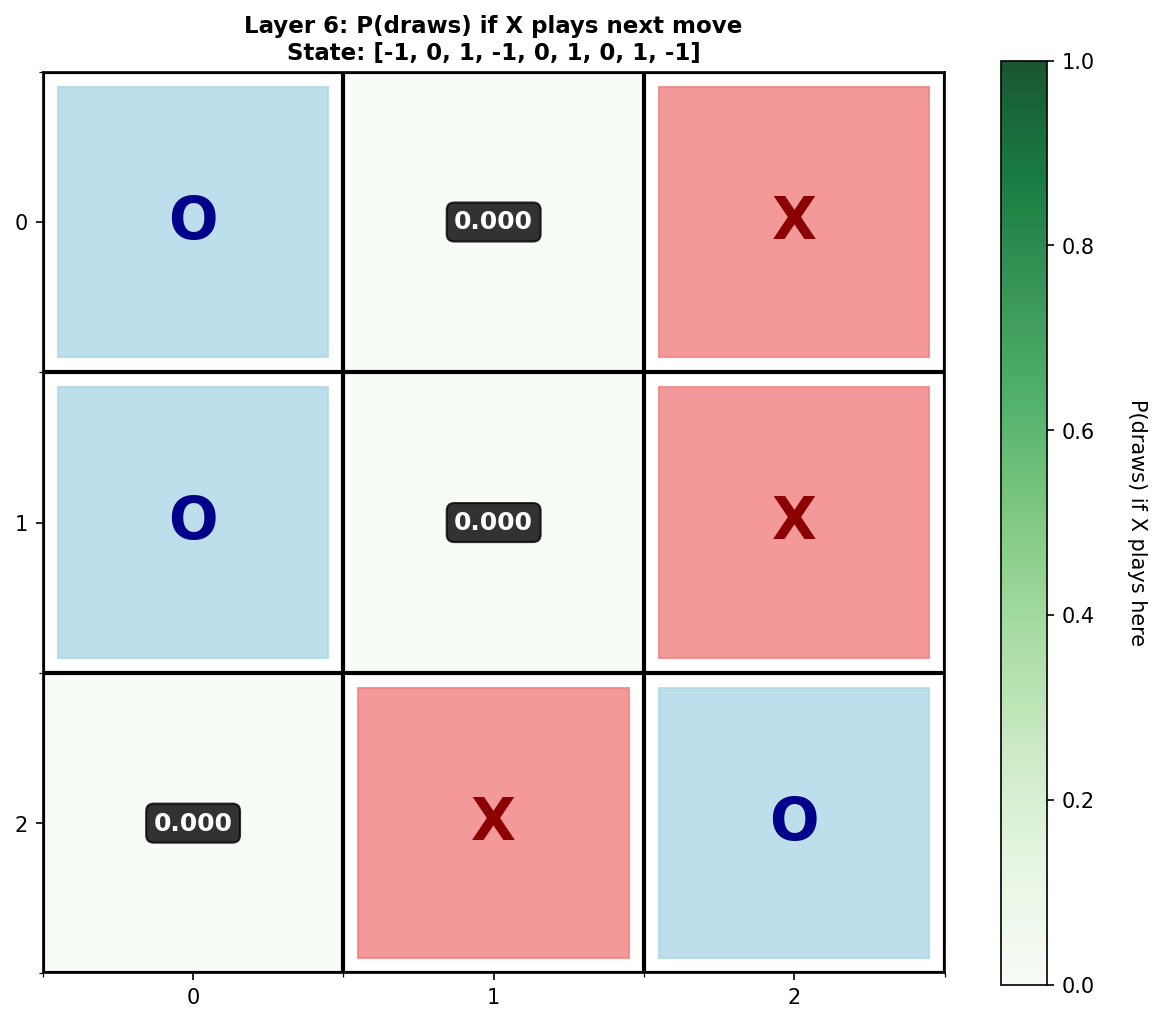 Layer 6: P(draws) if X plays next move
State: [-1, 0, 1, -1, 0, 1, 0, 1, -1]
O
0.000
X
O
0.000
X
0.000
X
O
0
1
2
0
1
2
1.0
0.8
0.6
0.4
0.2
0.0
P(draws) if X plays here